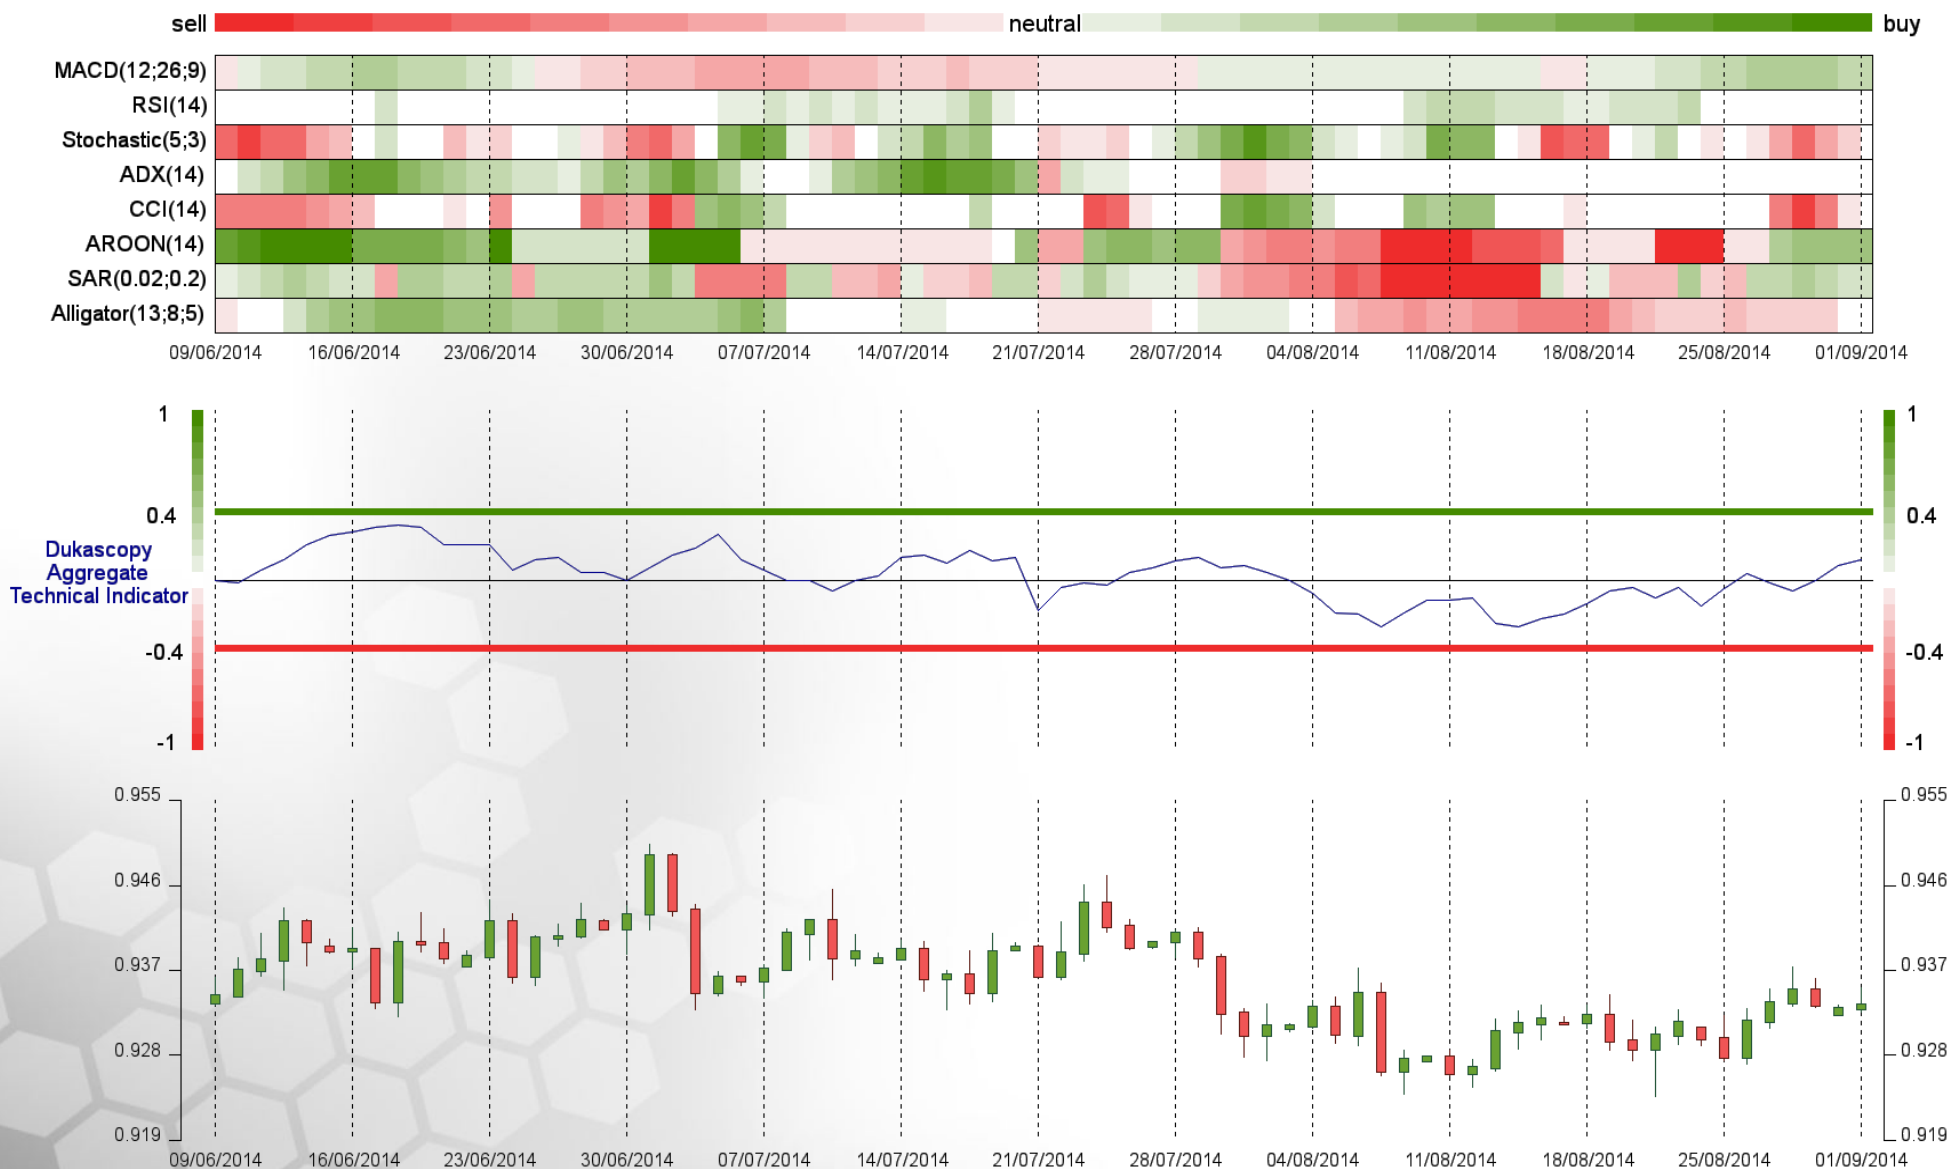 sell neutral buy
MACD(12;26;9)
RSI(14)
Stochastic(5;3)
ADX(14)
CCI(14)
AROON(14)
SAR(0.02;0.2)
Alligator(13;8;5)
09/06/2014 16/06/2014 23/06/2014 30/06/2014 07/07/2014 14/07/2014 21/07/2014 28/07/2014 04/08/2014 11/08/2014 18/08/2014 25/08/2014 01/09/2014
1 1
0.4 0.4
Dukascopy
Aggregate
Technical Indicator
-0.4 -0.4
-1 -1
0.955 0.955
0.946 0.946
0.937 0.937
0.928 0.928
0.919 0.919
09/06/2014 16/06/2014 23/06/2014 30/06/2014 07/07/2014 14/07/2014 21/07/2014 28/07/2014 04/08/2014 11/08/2014 18/08/2014 25/08/2014 01/09/2014